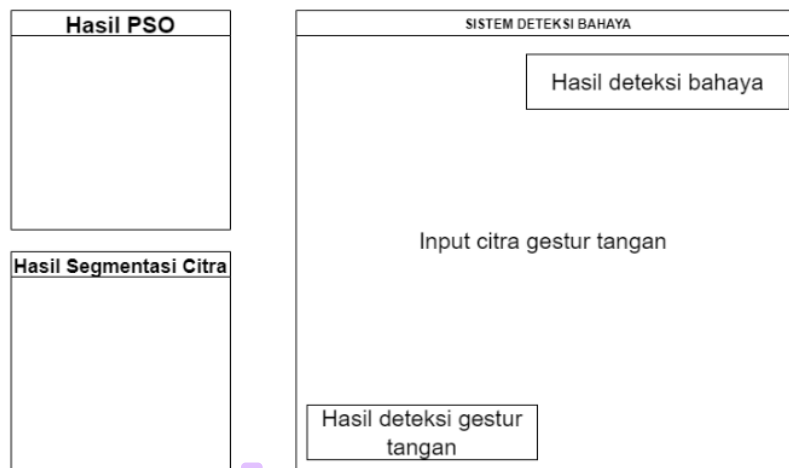 Hasil PSO
SISTEM DETEKSI BAHAYA
Hasil deteksi bahaya
Input citra gestur tangan
Hasil Segmentasi Citra
Hasil deteksi gestur
tangan